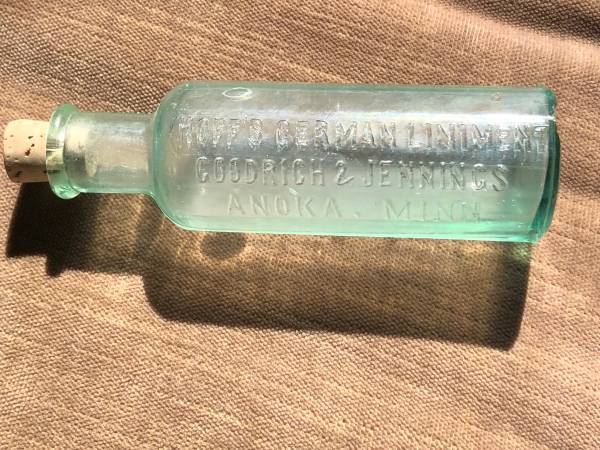 HOFF'S GERMAN LINIMENT
GOODRICH & JENNINGS
ANOKA, MINN